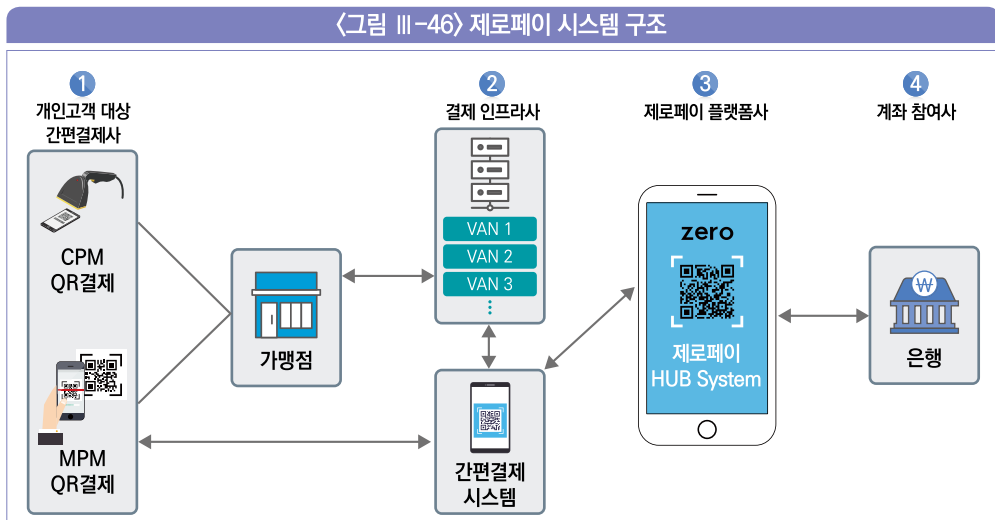 〈그림 Ⅲ-46〉 제로페이 시스템 구조
1
개인고객 대상
간편결제사
CPM
QR결제
MPM
QR결제
가맹점
2
결제 인프라사
VAN 1
VAN 2
VAN 3
간편결제
시스템
3
제로페이 플랫폼사
zero
제로페이
HUB System
4
계좌 참여사
₩
은행